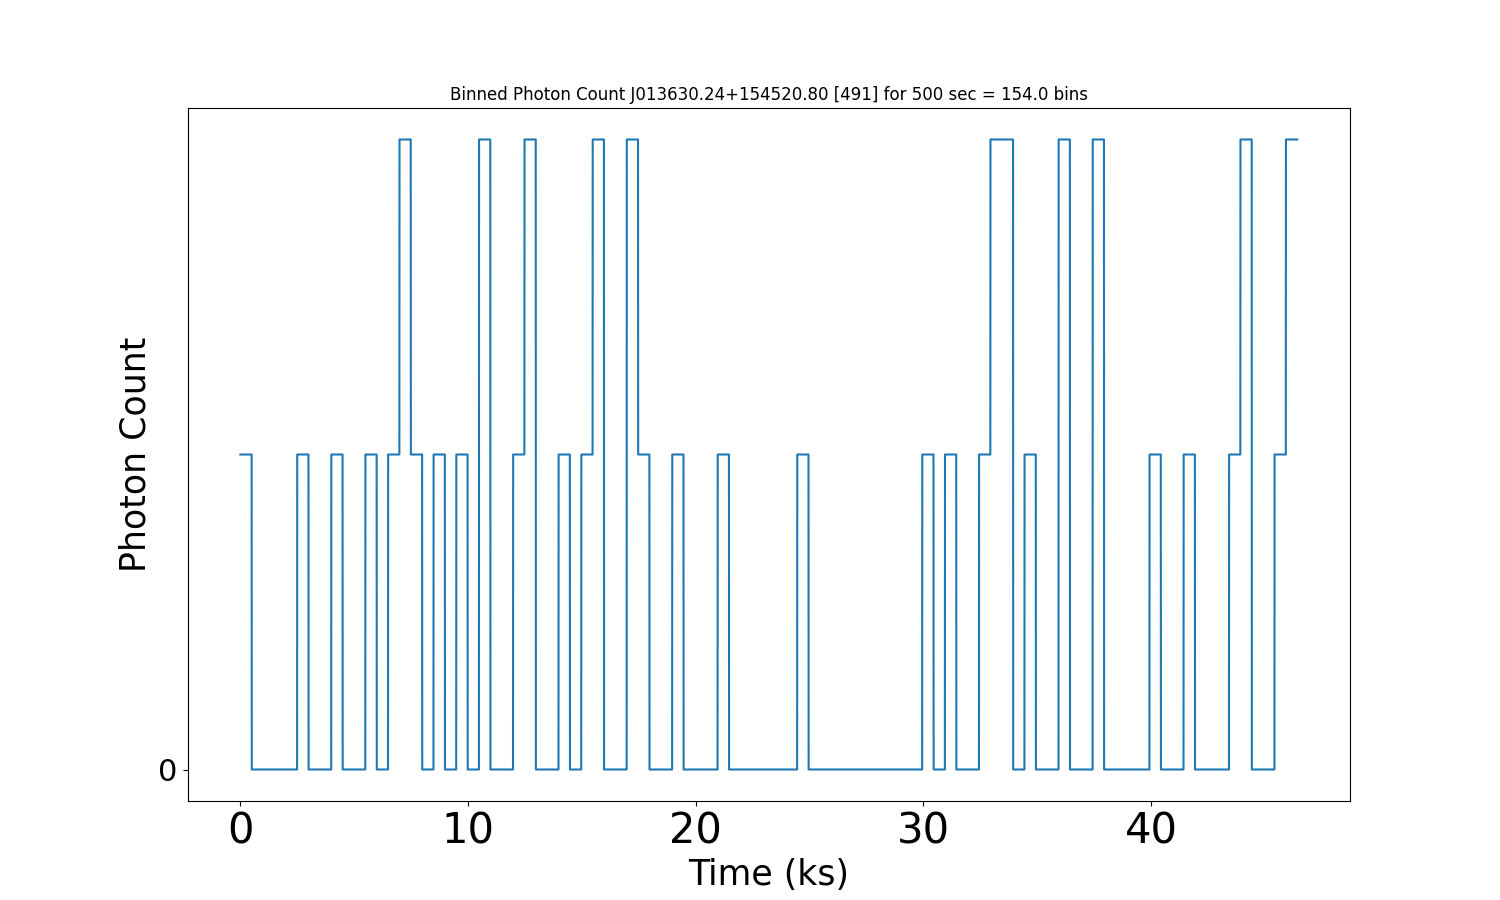 Binned Photon Count J013630.24+154520.80 [491] for 500 sec = 154.0 bins
Photon Count
0
0 10 20 30 40
Time (ks)